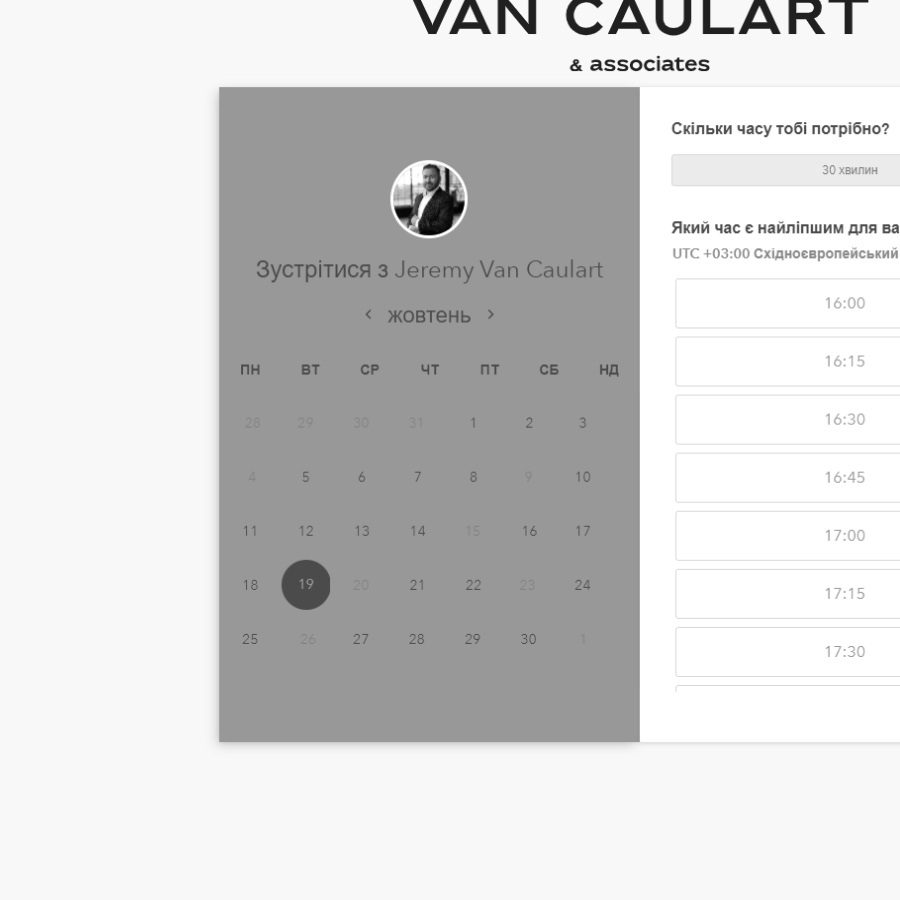 VAN CAULART
& associates
Зустрітися з Jeremy Van Caulart
‹ жовтень ›
ПН ВТ СР ЧТ ПТ СБ НД
28 29 30 31 1 2 3
4 5 6 7 8 9 10
11 12 13 14 15 16 17
18 19 20 21 22 23 24
25 26 27 28 29 30 1
Скільки часу тобі потрібно?
30 хвилин
Який час є найліпшим для ва
UTC +03:00 Східноєвропейський
16:00
16:15
16:30
16:45
17:00
17:15
17:30